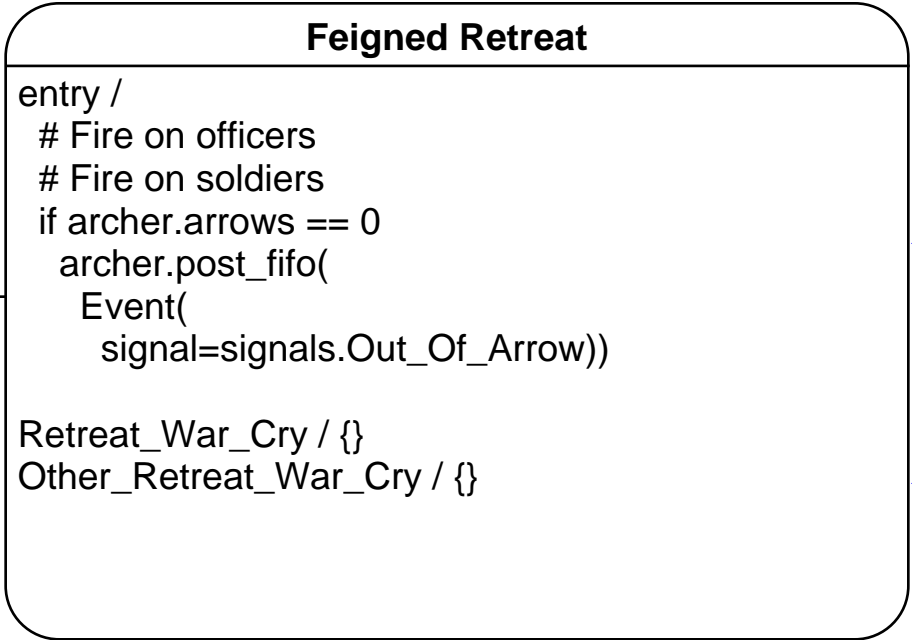 Feigned Retreat
entry /
# Fire on officers
# Fire on soldiers
if archer.arrows == 0
archer.post_fifo(
Event(
signal=signals.Out_Of_Arrow))
Retreat_War_Cry / {}
Other_Retreat_War_Cry / {}